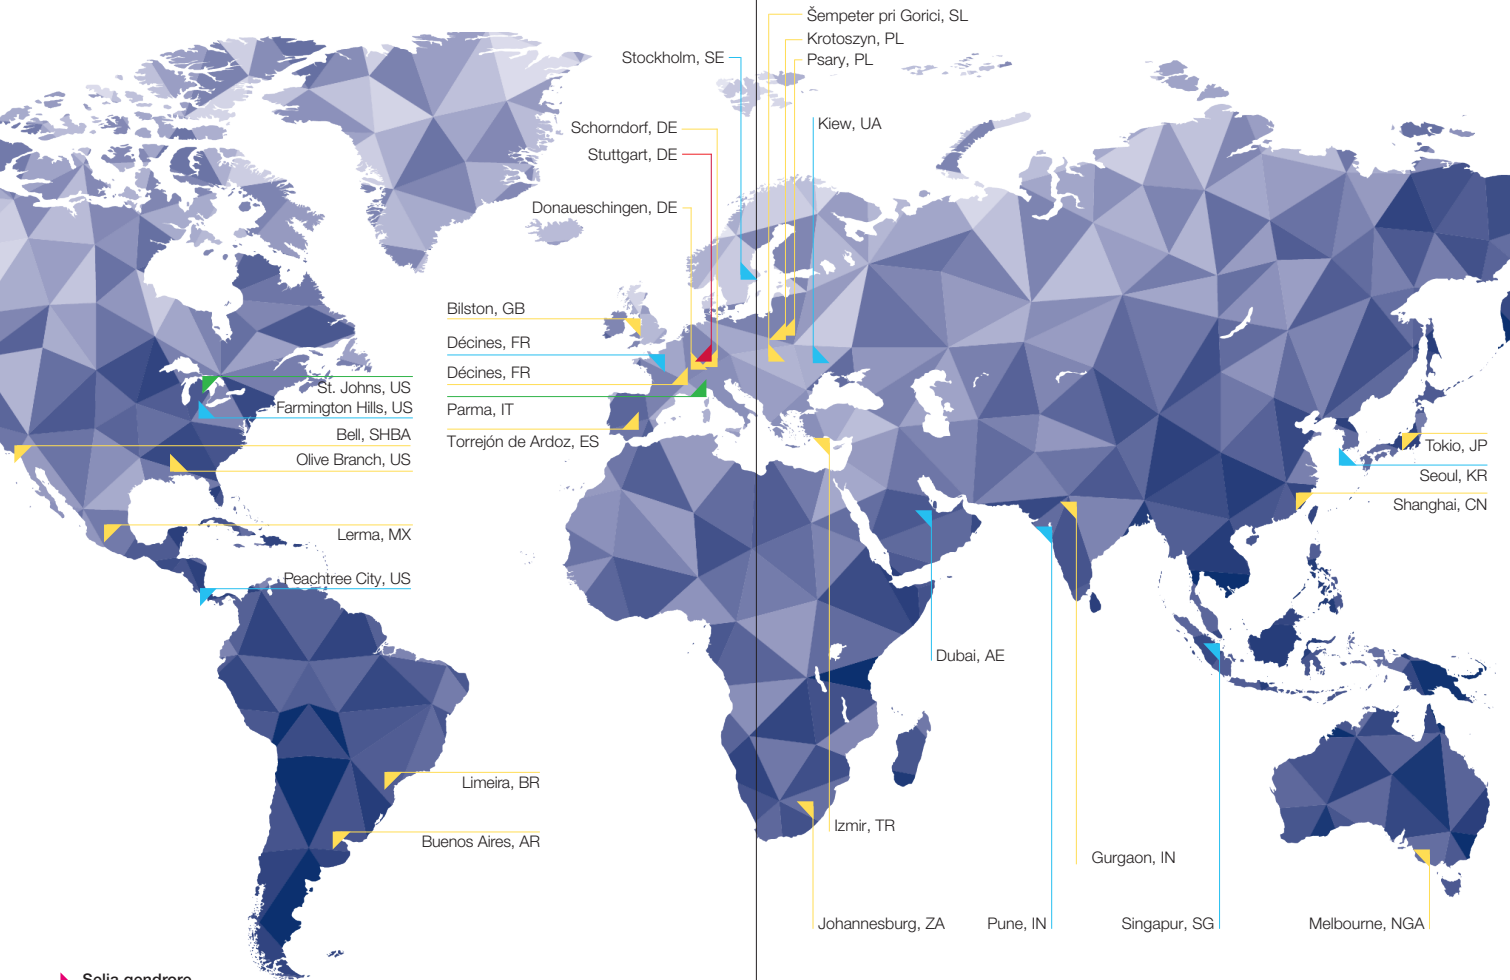 Šempeter pri Gorici, SL
Krotoszyn, PL
Stockholm, SE
Psary, PL
Kiew, UA
Schorndorf, DE
Stuttgart, DE
Donaueschingen, DE
Bilston, GB
Décines, FR
Décines, FR
Parma, IT
Torrejón de Ardoz, ES
St. Johns, US
Farmington Hills, US
Bell, SHBA
Olive Branch, US
Lerma, MX
Peachtree City, US
Limeira, BR
Buenos Aires, AR
Tokio, JP
Seoul, KR
Shanghai, CN
Dubai, AE
Izmir, TR
Gurgaon, IN
Johannesburg, ZA
Pune, IN
Singapur, SG
Melbourne, NGA
Selia qendrore